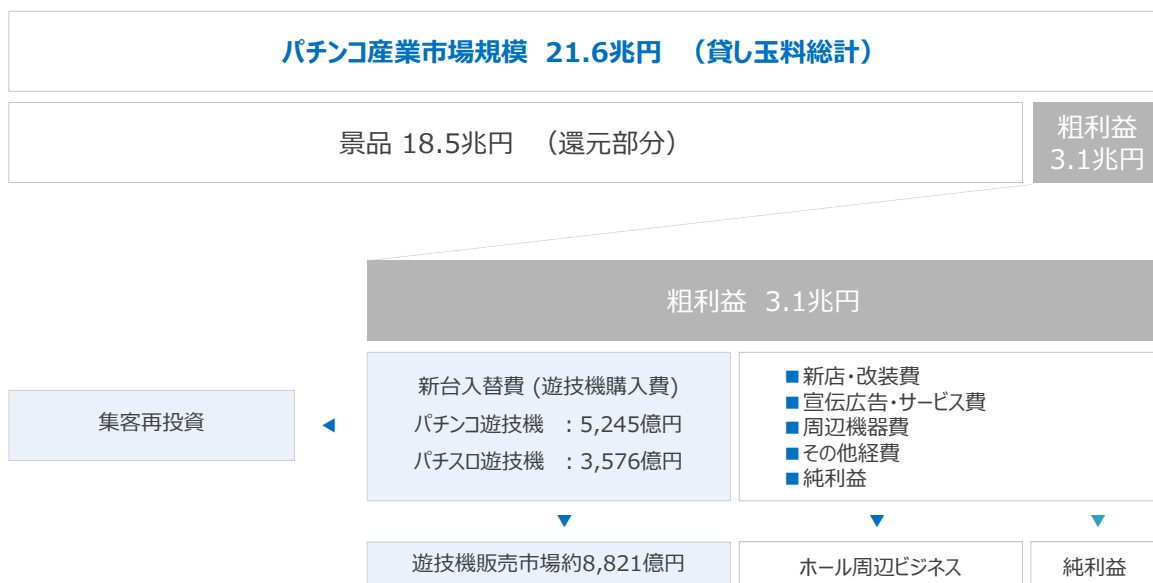 パチンコ産業市場規模 21.6兆円 （貸し玉料総計）
景品 18.5兆円 （還元部分）
粗利益
3.1兆円
粗利益 3.1兆円
新台入替費 (遊技機購入費)
パチンコ遊技機 : 5,245億円
パチスロ遊技機 : 3,576億円
■新店・改装費
■宣伝広告・サービス費
■周辺機器費
■その他経費
■純利益
集客再投資
遊技機販売市場約8,821億円
ホール周辺ビジネス
純利益